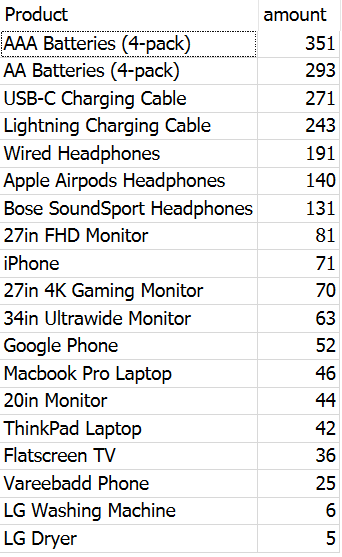 Product amount
AAA Batteries (4-pack) 351
AA Batteries (4-pack) 293
USB-C Charging Cable 271
Lightning Charging Cable 243
Wired Headphones 191
Apple Airpods Headphones 140
Bose SoundSport Headphones 131
27in FHD Monitor 81
iPhone 71
27in 4K Gaming Monitor 70
34in Ultrawide Monitor 63
Google Phone 52
Macbook Pro Laptop 46
20in Monitor 44
ThinkPad Laptop 42
Flatscreen TV 36
Vareebadd Phone 25
LG Washing Machine 6
LG Dryer 5